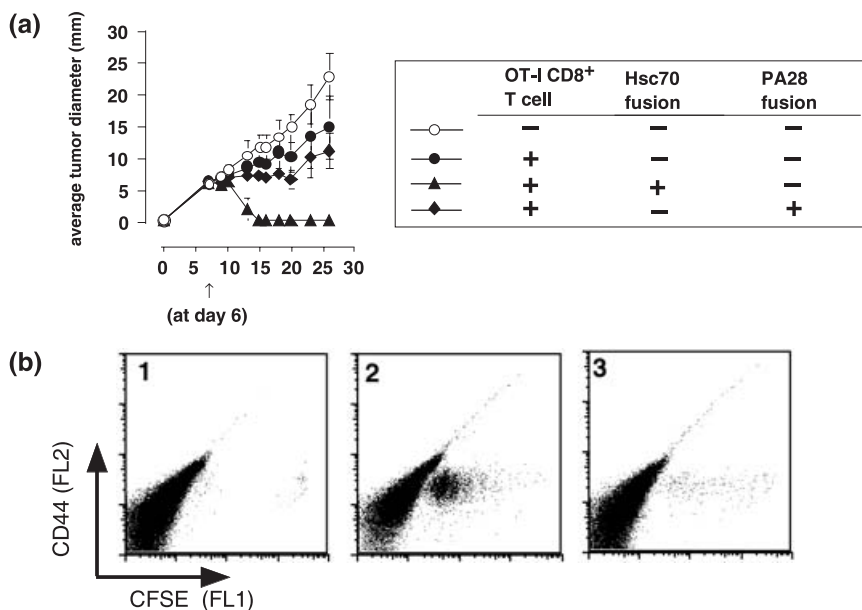 (a)
average tumor diameter (mm)
30
25
20
15
10
5
0
0 5 10 15 20 25 30
↑
(at day 6)
OT-I CD8+ T cell Hsc70 fusion PA28 fusion
− − −
+ − −
+ + −
+ − +
(b)
1 2 3
CD44 (FL2)
CFSE (FL1)